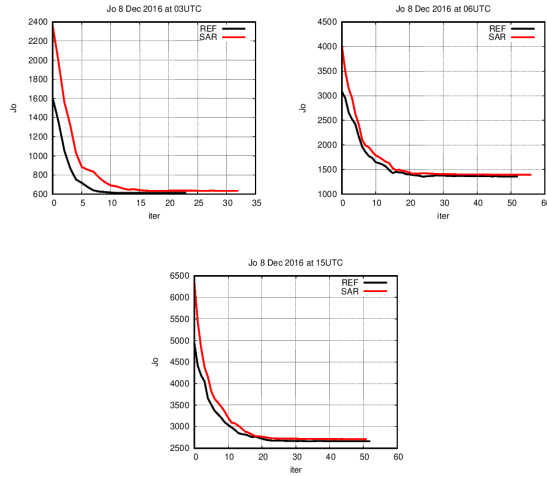 Jo 8 Dec 2016 at 03UTC
2400
2200
2000
1800
1600
1400
1200
1000
800
600
Jo
REF
SAR
0 5 10 15 20 25 30 35
iter
Jo 8 Dec 2016 at 06UTC
4500
4000
3500
3000
2500
2000
1500
1000
Jo
REF
SAR
0 10 20 30 40 50 60
iter
Jo 8 Dec 2016 at 15UTC
6500
6000
5500
5000
4500
4000
3500
3000
2500
Jo
REF
SAR
0 10 20 30 40 50 60
iter